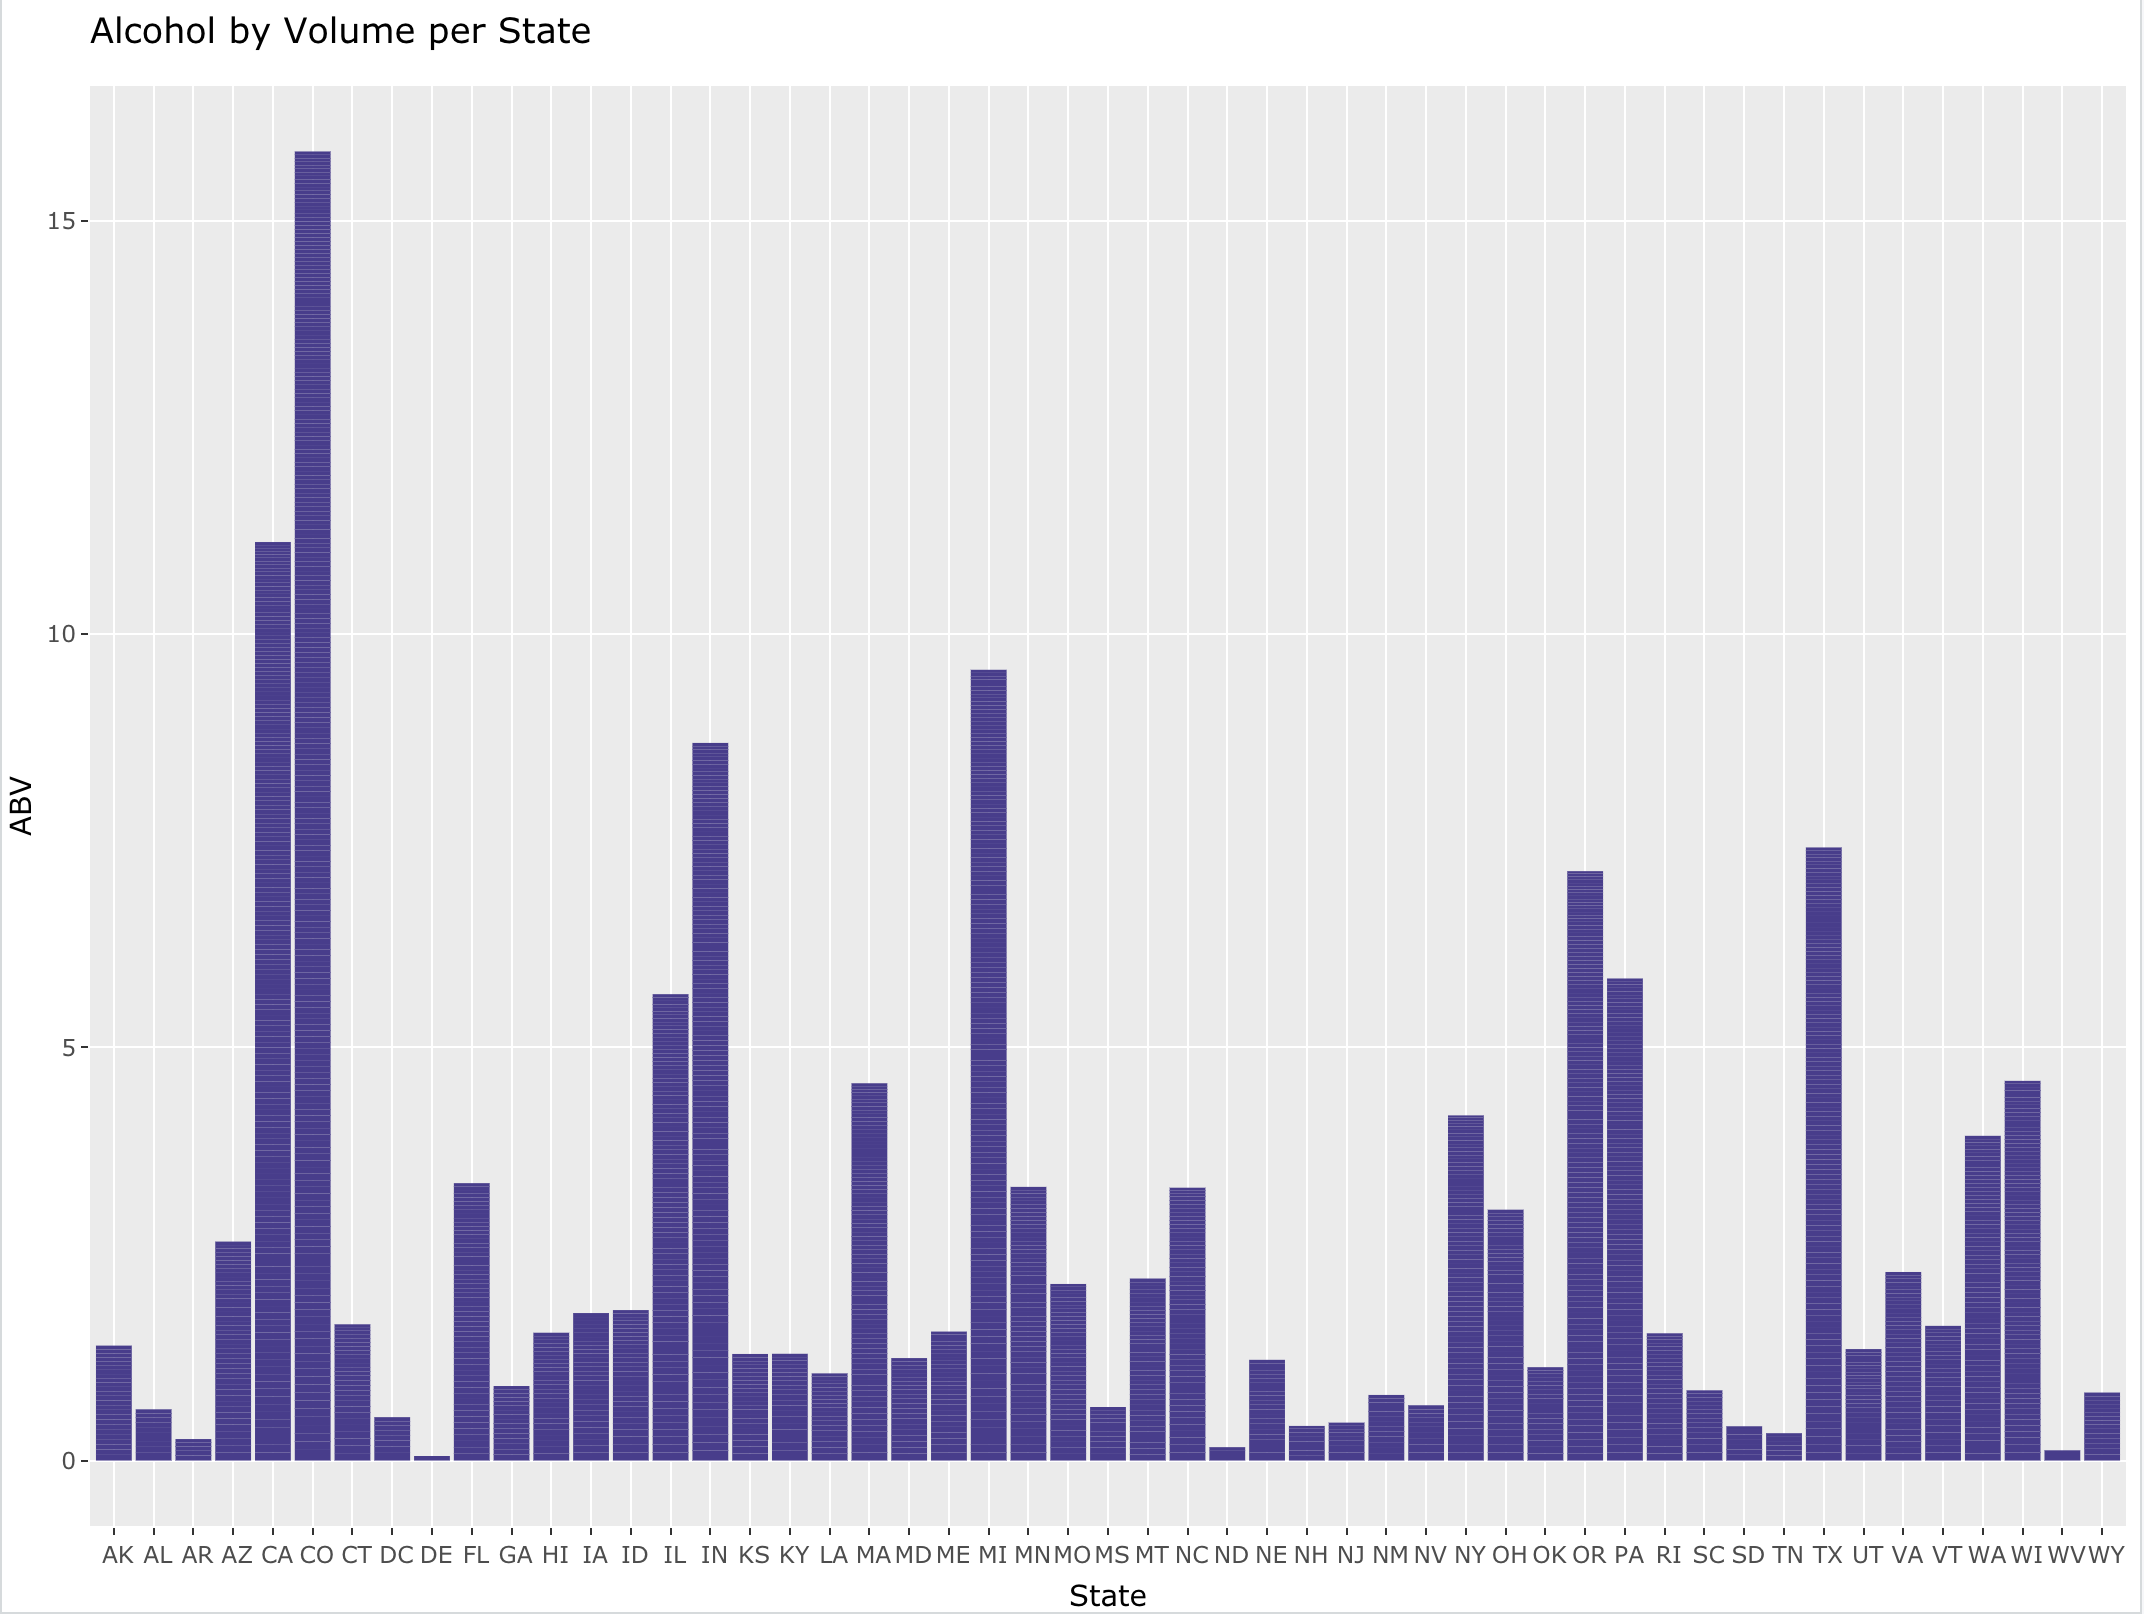 Alcohol by Volume per State
15
10
5
0
ABV
AK AL AR AZ CA CO CT DC DE FL GA HI IA ID IL IN KS KY LA MA MD ME MI MN MO MS MT NC ND NE NH NJ NM NV NY OH OK OR PA RI SC SD TN TX UT VA VT WA WI WV WY
State